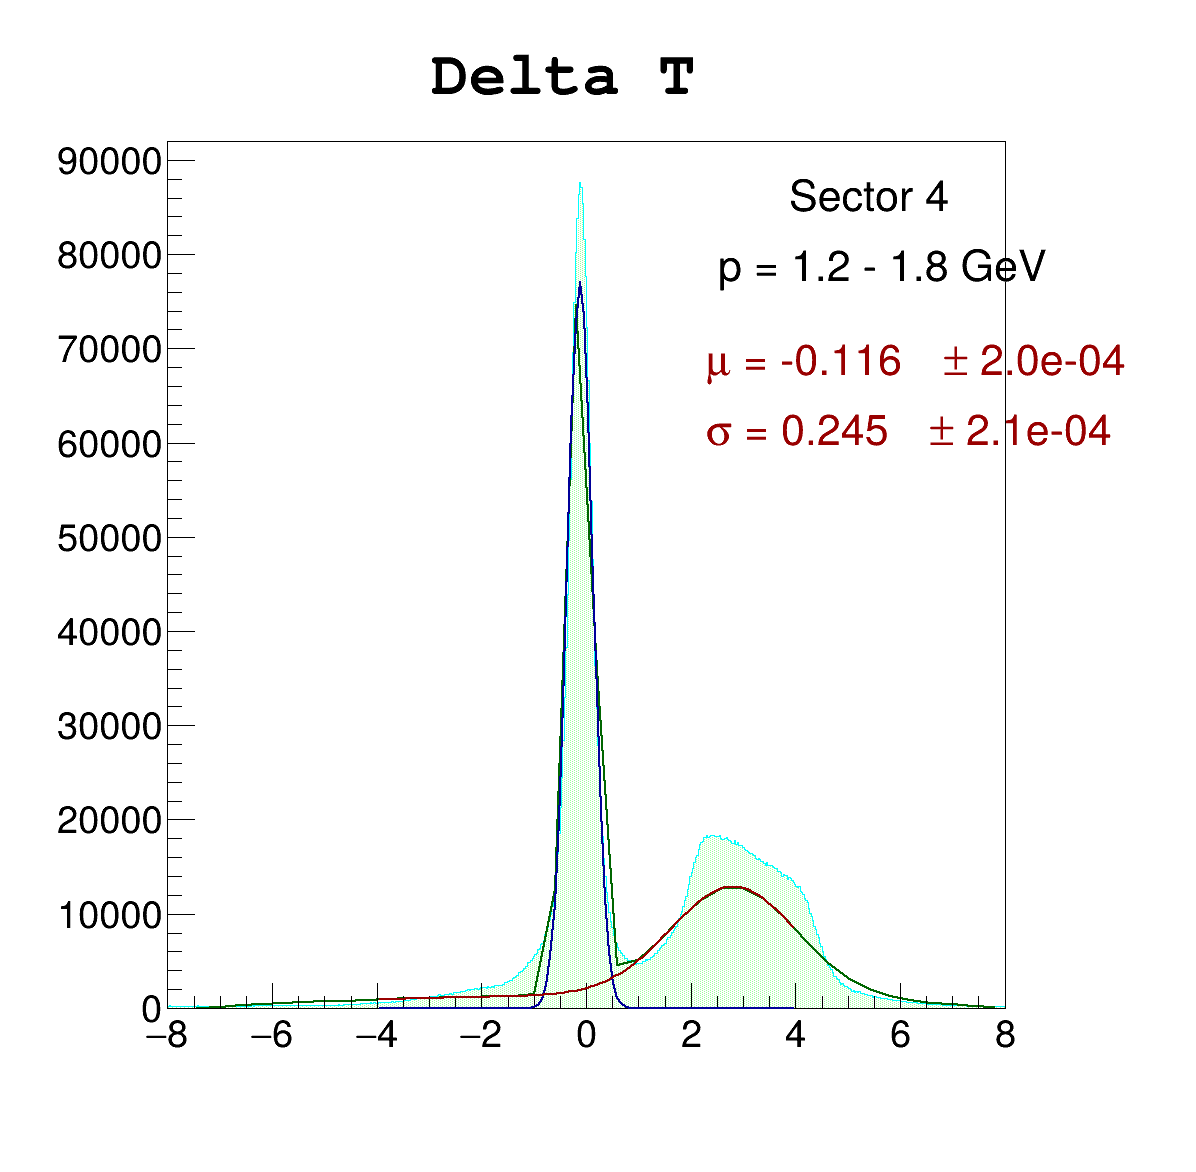 Delta T
Sector 4
p = 1.2 - 1.8 GeV
μ = -0.116 ± 2.0e-04
σ = 0.245 ± 2.1e-04
90000
80000
70000
60000
50000
40000
30000
20000
10000
0
−8 −6 −4 −2 0 2 4 6 8